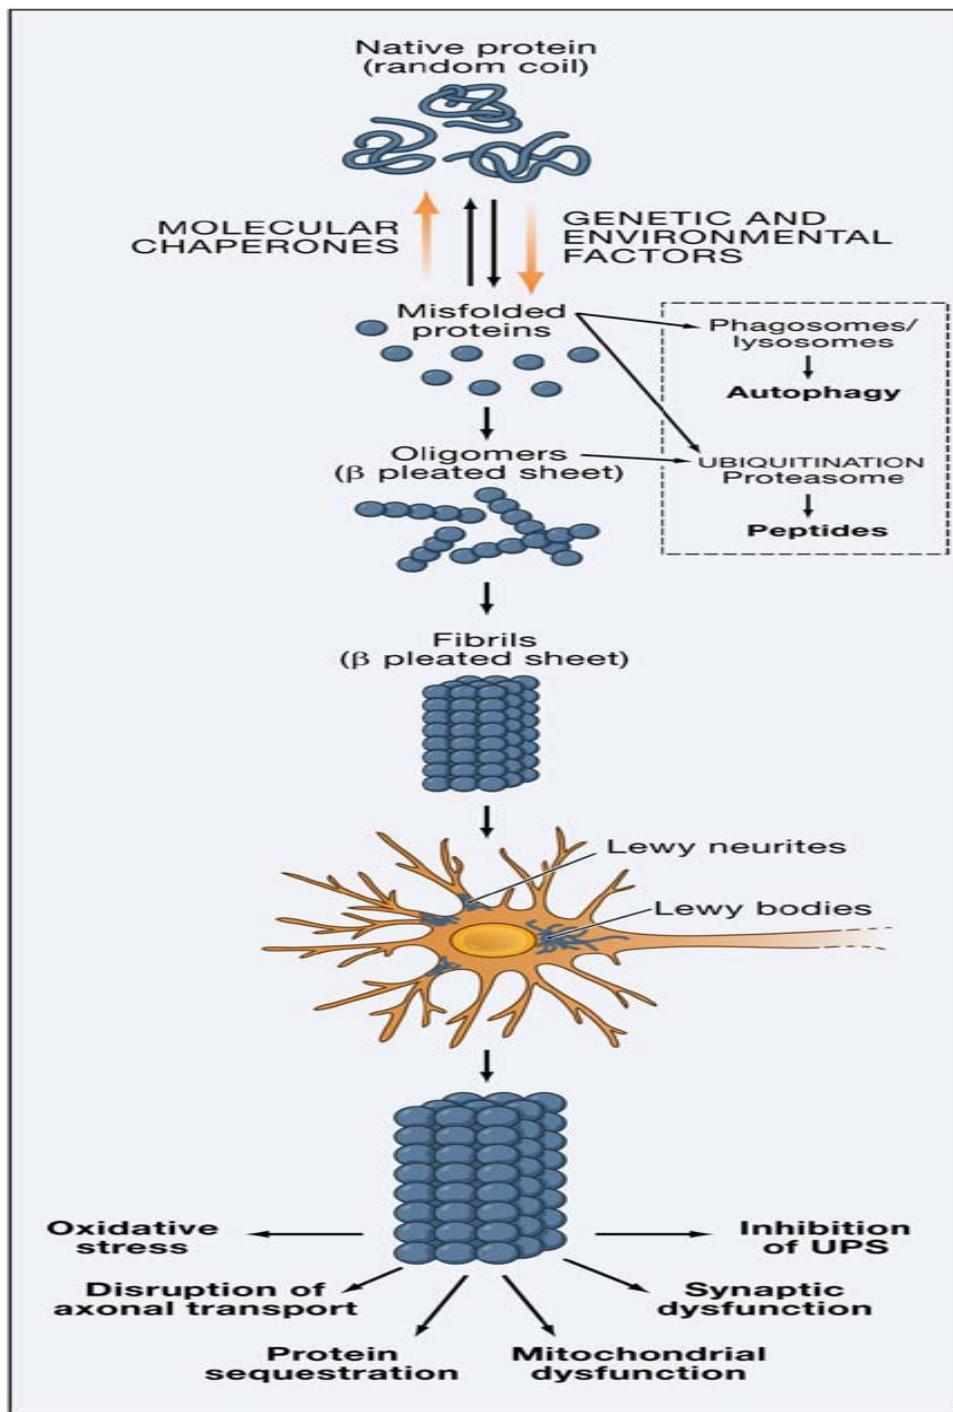 Native protein
(random coil)
MOLECULAR
CHAPERONES
GENETIC AND
ENVIRONMENTAL
FACTORS
Misfolded
proteins
Phagosomes/
lysosomes
Autophagy
Oligomers
(β pleated sheet)
UBIQUITINATION
Proteasome
Peptides
Fibrils
(β pleated sheet)
Lewy neurites
Lewy bodies
Oxidative
stress
Inhibition
of UPS
Disruption of
axonal transport
Synaptic
dysfunction
Protein
sequestration
Mitochondrial
dysfunction